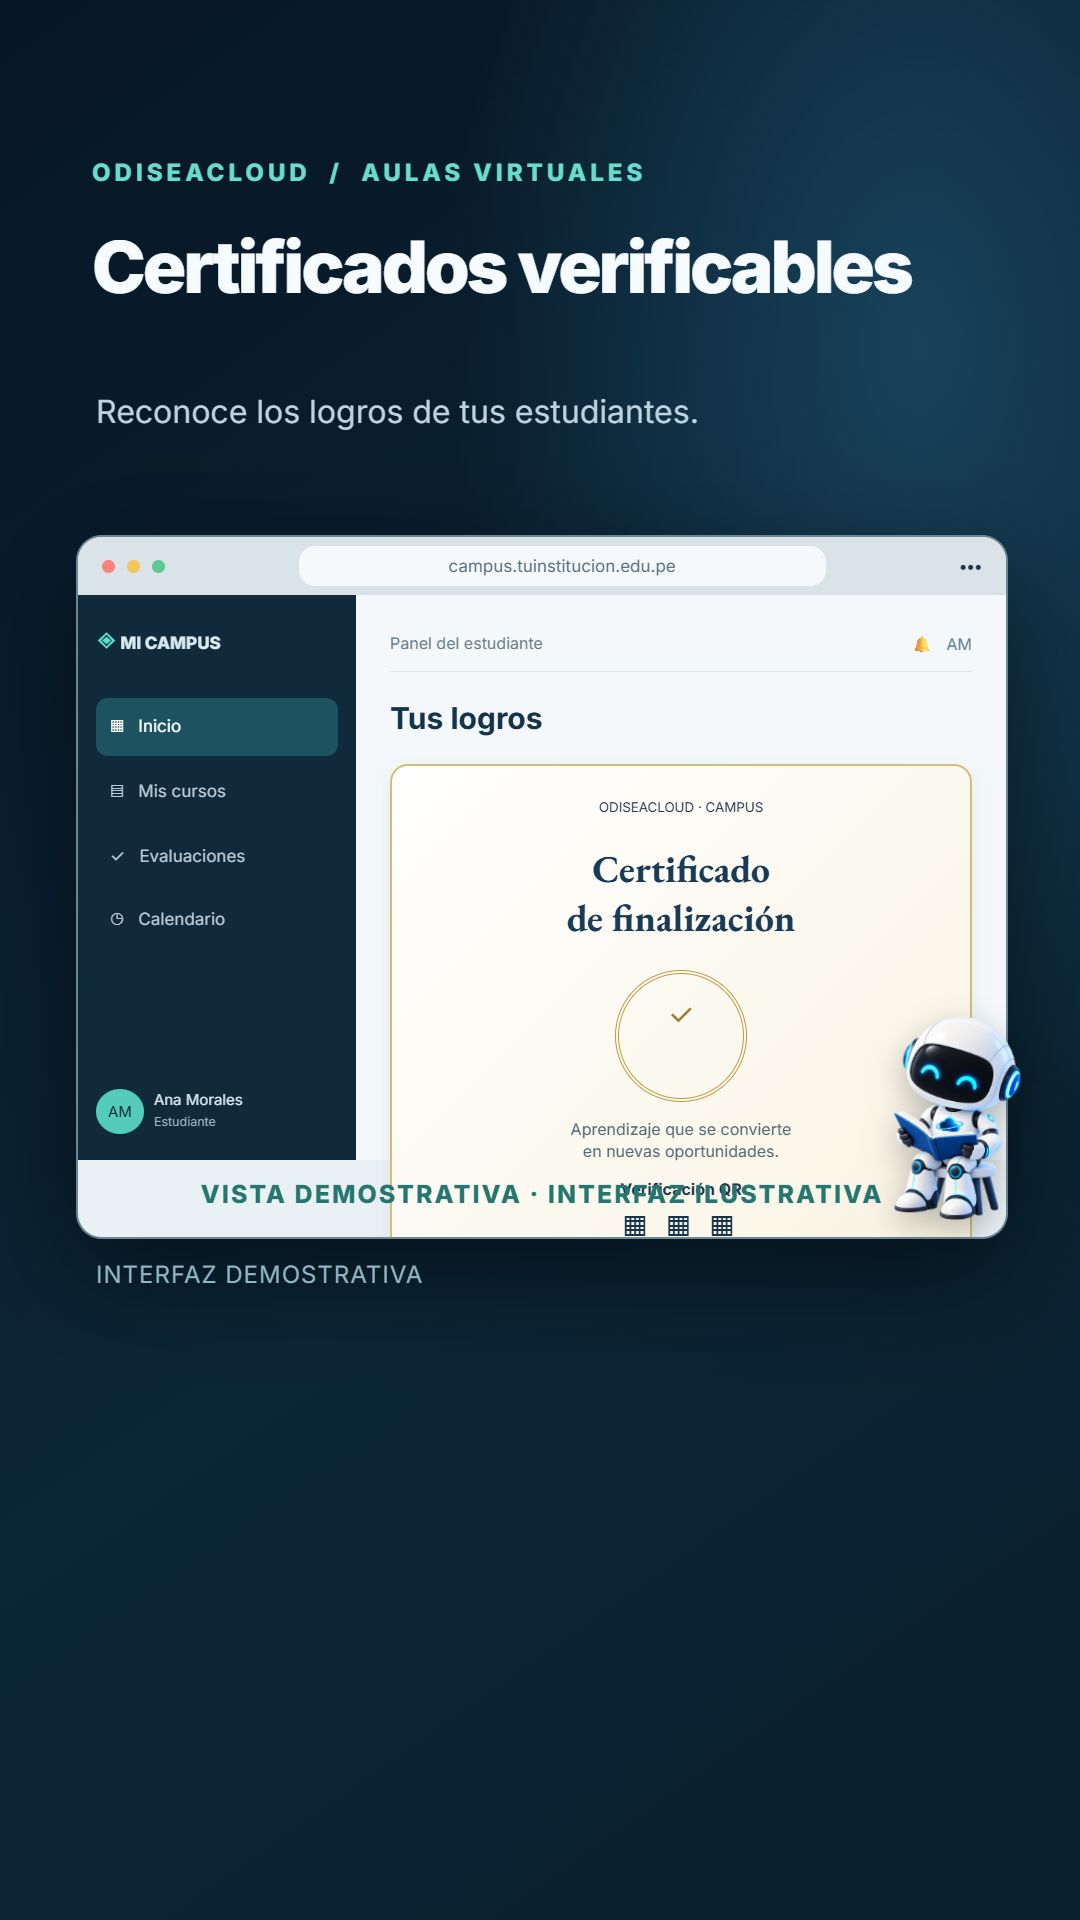 ODISEACLOUD / AULAS VIRTUALES
Certificados verificables
Reconoce los logros de tus estudiantes.
campus.tuinstitucion.edu.pe
MI CAMPUS
Inicio
Mis cursos
Evaluaciones
Calendario
AM
Ana Morales
Estudiante
Panel del estudiante
AM
Tus logros
ODISEACLOUD · CAMPUS
Certificado
de finalización
Aprendizaje que se convierte
en nuevas oportunidades.
Verificación QR
VISTA DEMOSTRATIVA · INTERFAZ ILUSTRATIVA
INTERFAZ DEMOSTRATIVA